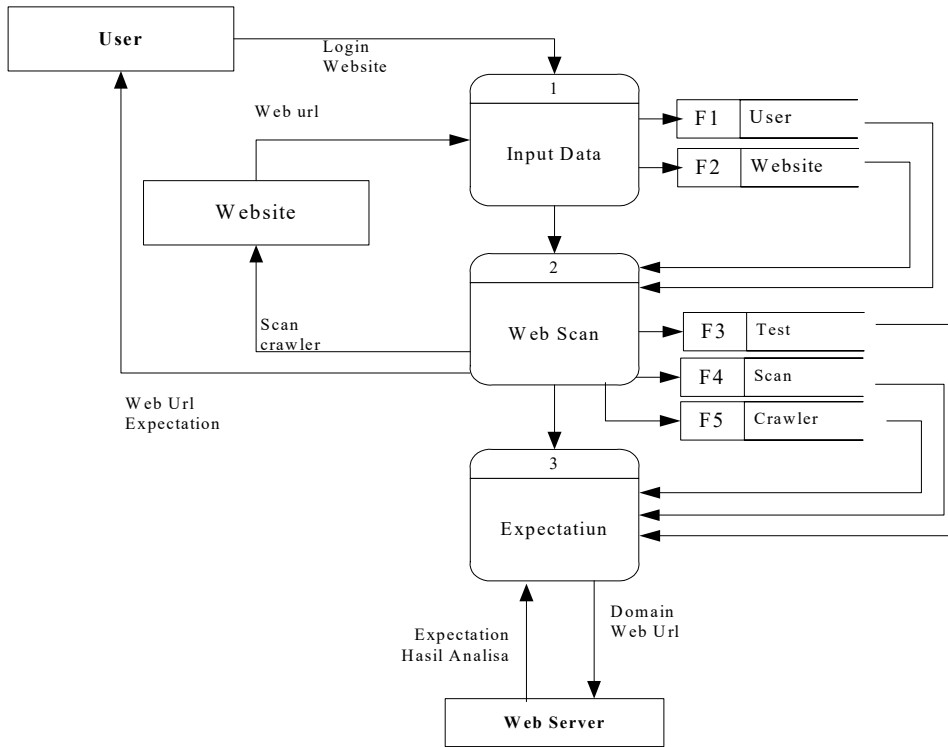 User
Login
Website
1
Input Data
F1 User
F2 Website
Web url
Website
2
Web Scan
F3 Test
F4 Scan
F5 Crawler
Scan
crawler
Web Url
Expectation
3
Expectatiun
Expectation
Hasil Analisa
Domain
Web Url
Web Server